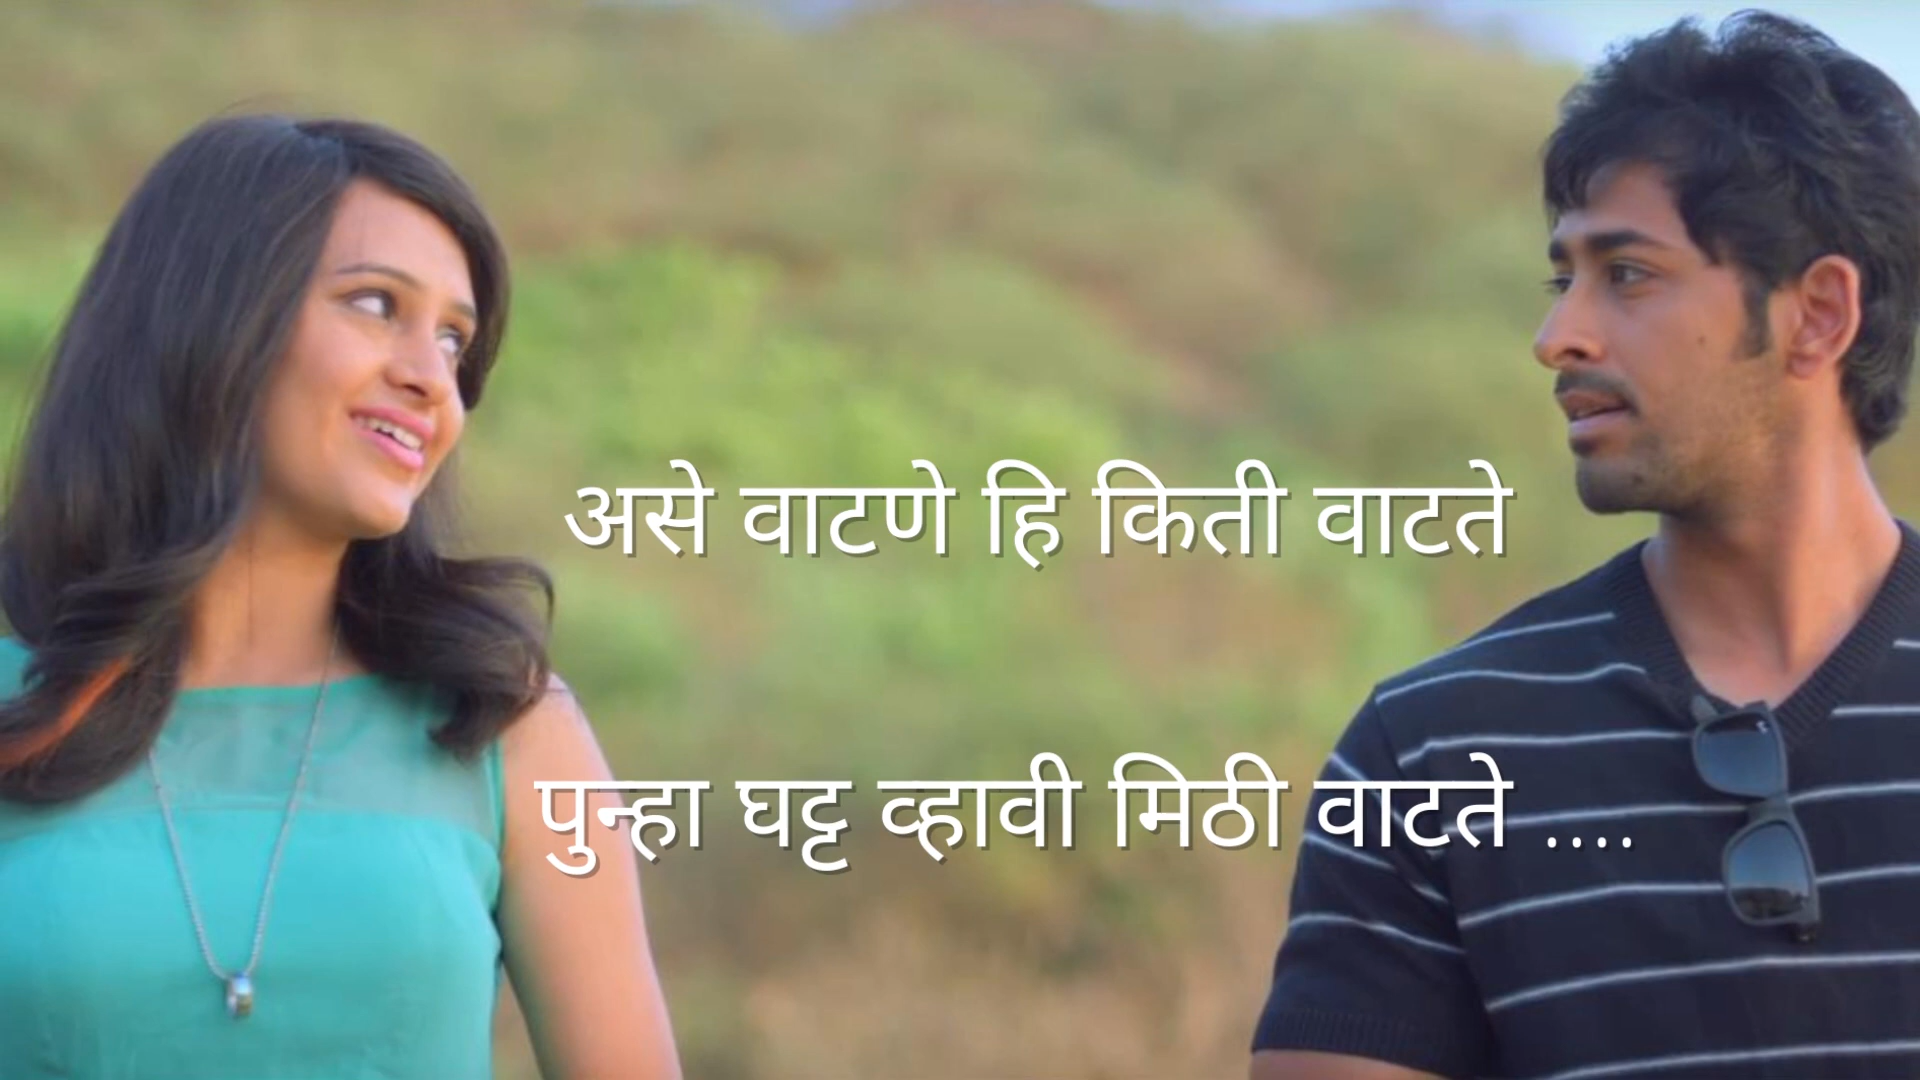 असे वाटणे हि किती वाटते
पुन्हा घट्ट व्हावी मिठी वाटते ....